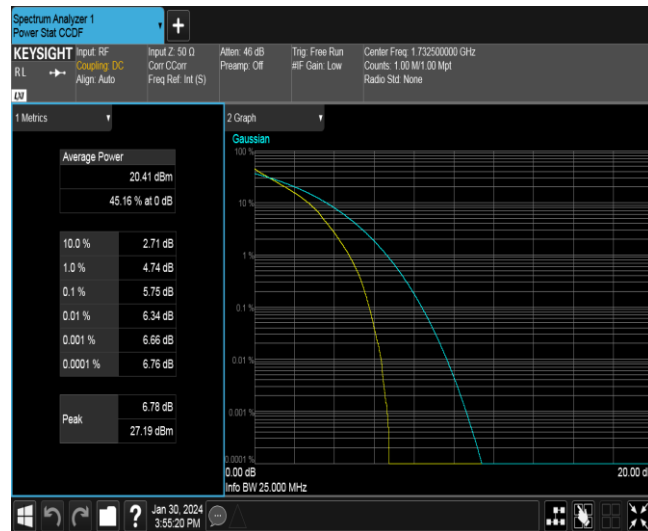 Spectrum Analyzer 1
Power Stat CCDF
KEYSIGHT
RL
LXI
Input: RF
Coupling: DC
Align: Auto
Input Z: 50 Ω
Corr CCorr
Freq Ref: Int (S)
Atten: 46 dB
Preamp: Off
Trig: Free Run
#IF Gain: Low
Center Freq: 1.732500000 GHz
Counts: 1.00 M/1.00 Mpt
Radio Std: None
1 Metrics
Average Power
20.41 dBm
45.16 % at 0 dB
10.0 % 2.71 dB
1.0 % 4.74 dB
0.1 % 5.75 dB
0.01 % 6.34 dB
0.001 % 6.66 dB
0.0001 % 6.76 dB
Peak
6.78 dB
27.19 dBm
2 Graph
Gaussian
100 %
10 %
1 %
0.1 %
0.01 %
0.001 %
0.0001 %
0.00 dB
20.00 d
Info BW 25.000 MHz
?
Jan 30, 2024
3:55:20 PM